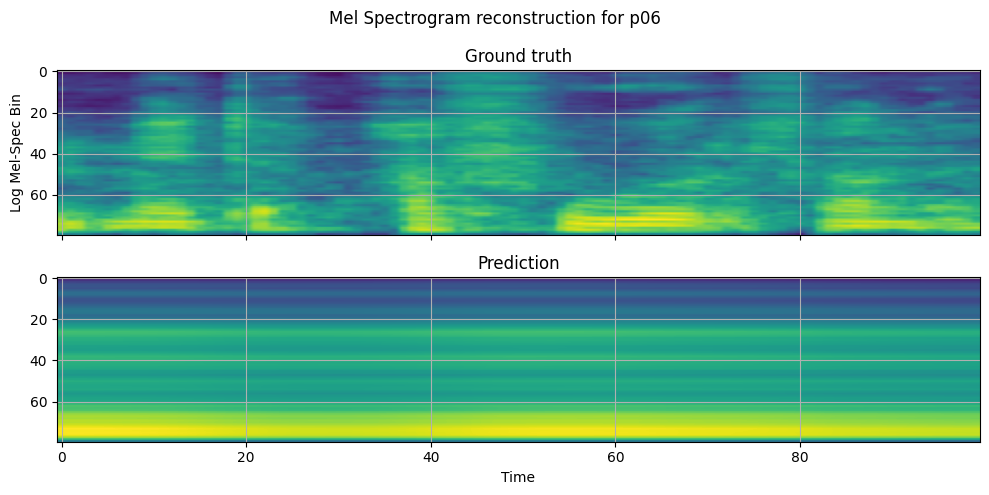 Mel Spectrogram reconstruction for p06
Ground truth
Log Mel-Spec Bin
0
20
40
60
Prediction
0
20
40
60
0 20 40 60 80
Time